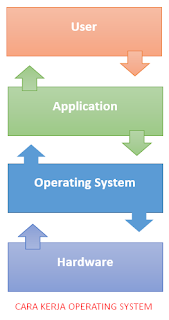 User
Application
Operating System
Hardware
CARA KERJA OPERATING SYSTEM